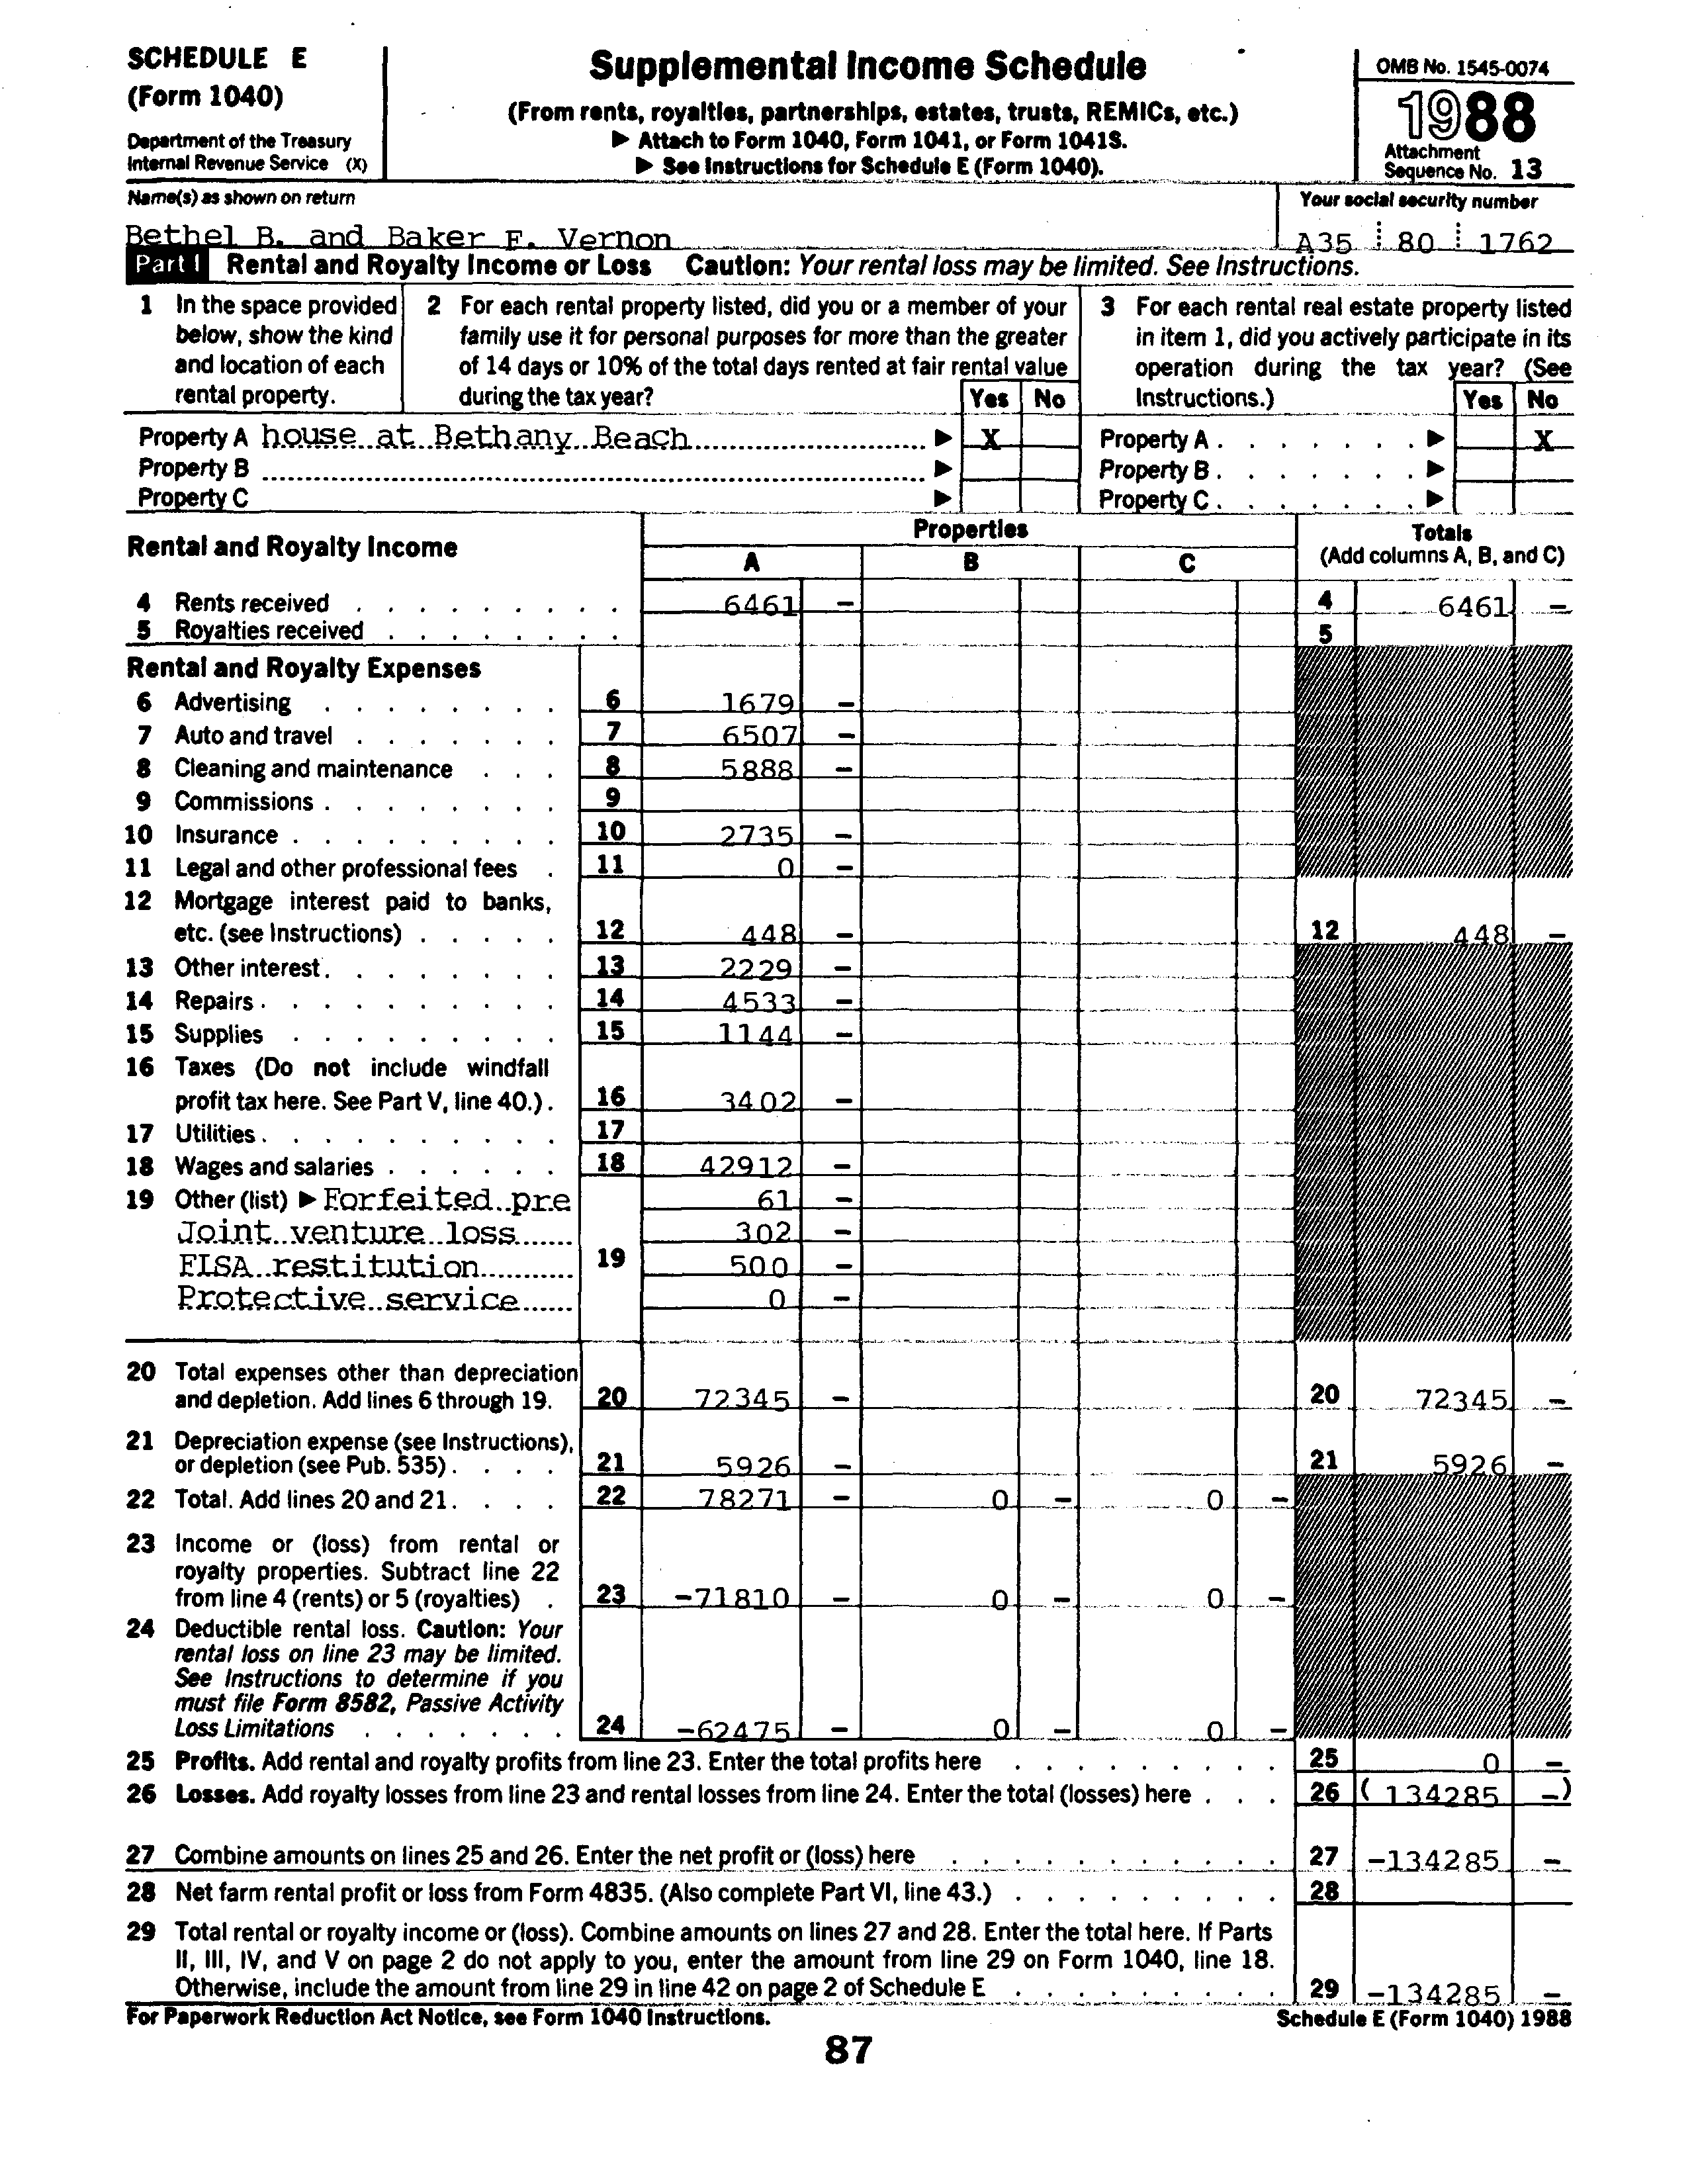 SCHEDULE E
(Form 1040)
Department of the Treasury
Internal Revenue Service (X)
Supplemental Income Schedule
(From rents, royalties, partnerships, estates, trusts, REMICs, etc.)
▶ Attach to Form 1040, Form 1041, or Form 1041S.
▶ See Instructions for Schedule E (Form 1040).
OMB No. 1545-0074
1988
Attachment
Sequence No. 13
Name(s) as shown on return
Your social security number
Bethel B. and Baker F. Vernon
A35 80 1762
Part I Rental and Royalty Income or Loss Caution: Your rental loss may be limited. See Instructions.
1 In the space provided
below, show the kind
and location of each
rental property.
2 For each rental property listed, did you or a member of your
family use it for personal purposes for more than the greater
of 14 days or 10% of the total days rented at fair rental value
during the tax year? Yes No
3 For each rental real estate property listed
in item 1, did you actively participate in its
operation during the tax year? (See
Instructions.) Yes No
Property A house at Bethany Beach ▶ X Property A ▶ X
Property B ▶ Property B ▶
Property C ▶ Property C ▶
Rental and Royalty Income
Properties
A B C
Totals
(Add columns A, B, and C)
4 Rents received 6461 – 4 6461 –
5 Royalties received 5
Rental and Royalty Expenses
6 Advertising 6 1679 –
7 Auto and travel 7 6507 –
8 Cleaning and maintenance 8 5888 –
9 Commissions 9
10 Insurance 10 2735 –
11 Legal and other professional fees 11 0 –
12 Mortgage interest paid to banks,
etc. (see Instructions) 12 448 – 12 448 –
13 Other interest 13 2229 –
14 Repairs 14 4533 –
15 Supplies 15 1144 –
16 Taxes (Do not include windfall
profit tax here. See Part V, line 40.) 16 3402 –
17 Utilities 17
18 Wages and salaries 18 42912 –
19 Other (list) ▶ Forfeited pre 61 –
Joint venture loss 302 –
FISA restitution 19 500 –
Protective service 0 –
20 Total expenses other than depreciation
and depletion. Add lines 6 through 19. 20 72345 – 20 72345 –
21 Depreciation expense (see Instructions),
or depletion (see Pub. 535) 21 5926 – 21 5926 –
22 Total. Add lines 20 and 21 22 78271 – 0 – 0 –
23 Income or (loss) from rental or
royalty properties. Subtract line 22
from line 4 (rents) or 5 (royalties) 23 -71810 – 0 – 0 –
24 Deductible rental loss. Caution: Your
rental loss on line 23 may be limited.
See Instructions to determine if you
must file Form 8582, Passive Activity
Loss Limitations 24 -62475 – 0 – 0 –
25 Profits. Add rental and royalty profits from line 23. Enter the total profits here 25 0 –
26 Losses. Add royalty losses from line 23 and rental losses from line 24. Enter the total (losses) here 26 ( 134285 – )
27 Combine amounts on lines 25 and 26. Enter the net profit or (loss) here 27 -134285 –
28 Net farm rental profit or loss from Form 4835. (Also complete Part VI, line 43.) 28
29 Total rental or royalty income or (loss). Combine amounts on lines 27 and 28. Enter the total here. If Parts
II, III, IV, and V on page 2 do not apply to you, enter the amount from line 29 on Form 1040, line 18.
Otherwise, include the amount from line 29 in line 42 on page 2 of Schedule E 29 -134285 –
For Paperwork Reduction Act Notice, see Form 1040 Instructions.
Schedule E (Form 1040) 1988
87